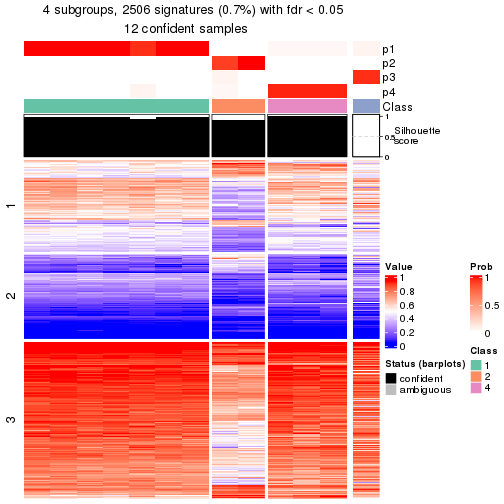 4 subgroups, 2506 signatures (0.7%) with fdr < 0.05
12 confident samples
p1
p2
p3
p4
Class
1
0.5
0
Silhouette
score
1
2
3
Value
1
0.8
0.6
0.4
0.2
0
Prob
1
0.5
0
Status (barplots)
confident
ambiguous
Class
1
2
4